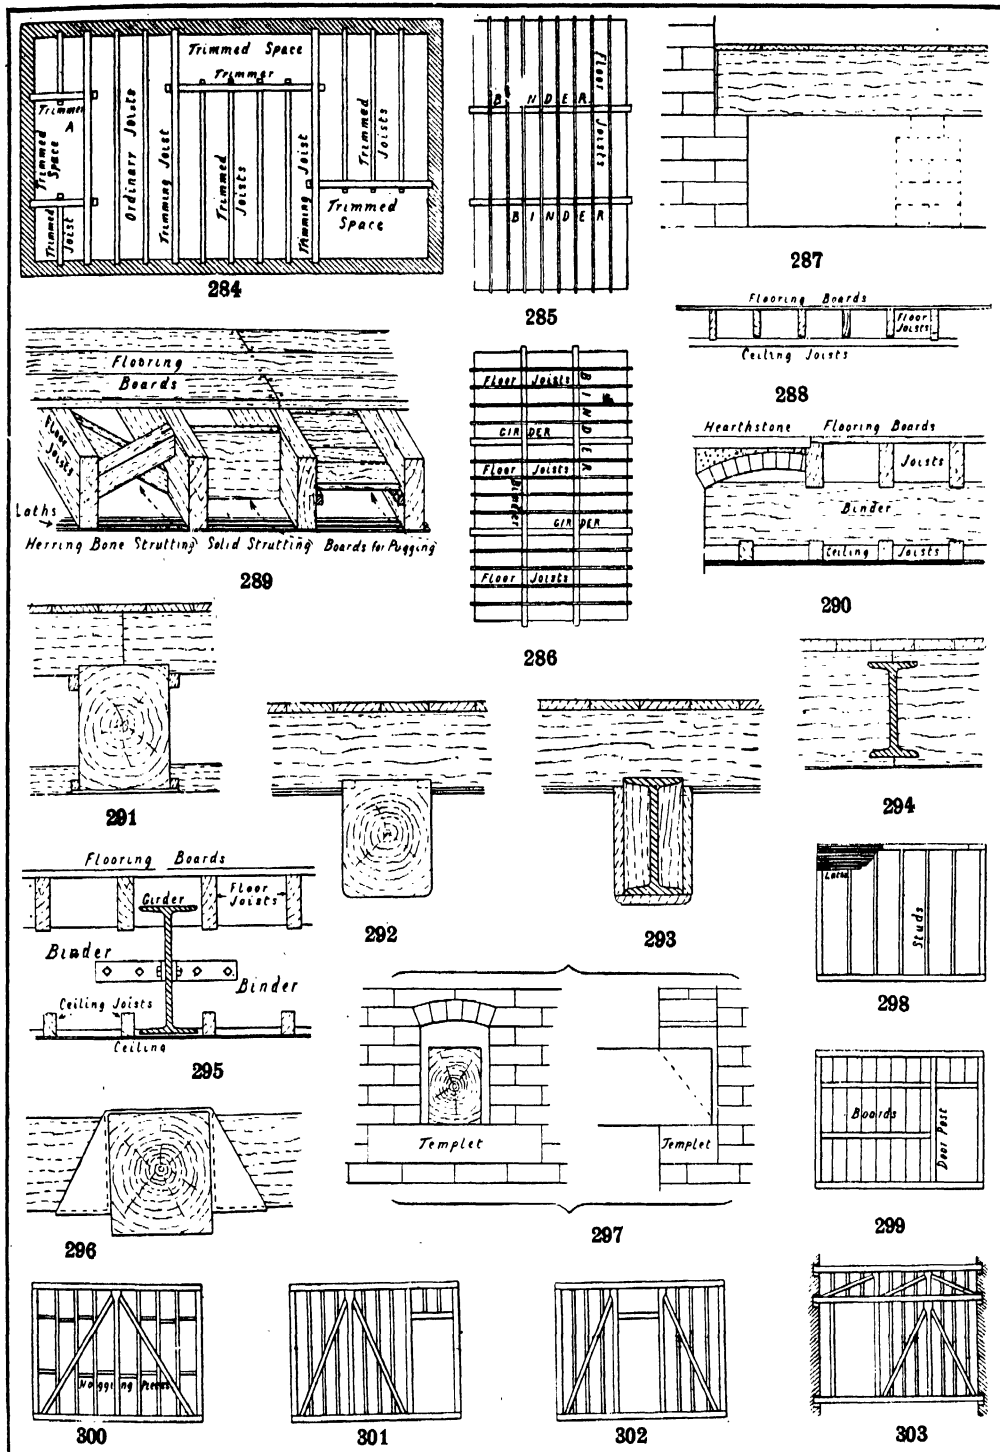 Trimmed Space
Trimmer
Trimmer
A
Trimmed Space
Trimmed
Joist
Ordinary Joists
Trimming Joist
Trimmed
Joists
Trimming Joist
Trimmed
Joists
Trimmed
Space
284
BINDER
Floor Joists
BINDER
285
287
Flooring Boards
Floor
Joists
Ceiling Joists
288
Flooring
Boards
Floor
Joists
Laths
Herring Bone Strutting Solid Strutting Boards for Pugging
289
Floor Joists
BINDER
GIRDER
Floor Joists
Binder
GIRDER
Floor Joists
286
Hearthstone Flooring Boards
Joists
Binder
Ceiling Joists
290
291
292
293
294
Flooring Boards
Floor
Joists
Girder
Binder
Binder
Ceiling Joists
Ceiling
295
Laths
Studs
298
296
Templet
Templet
297
Boards
Door Post
299
Nogging Pieces
300
301
302
303